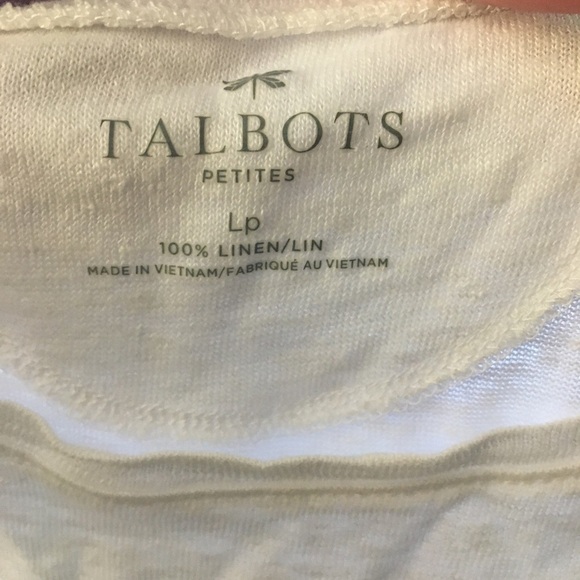 TALBOTS
PETITES
Lp
100% LINEN/LIN
MADE IN VIETNAM/FABRIQUÉ AU VIETNAM